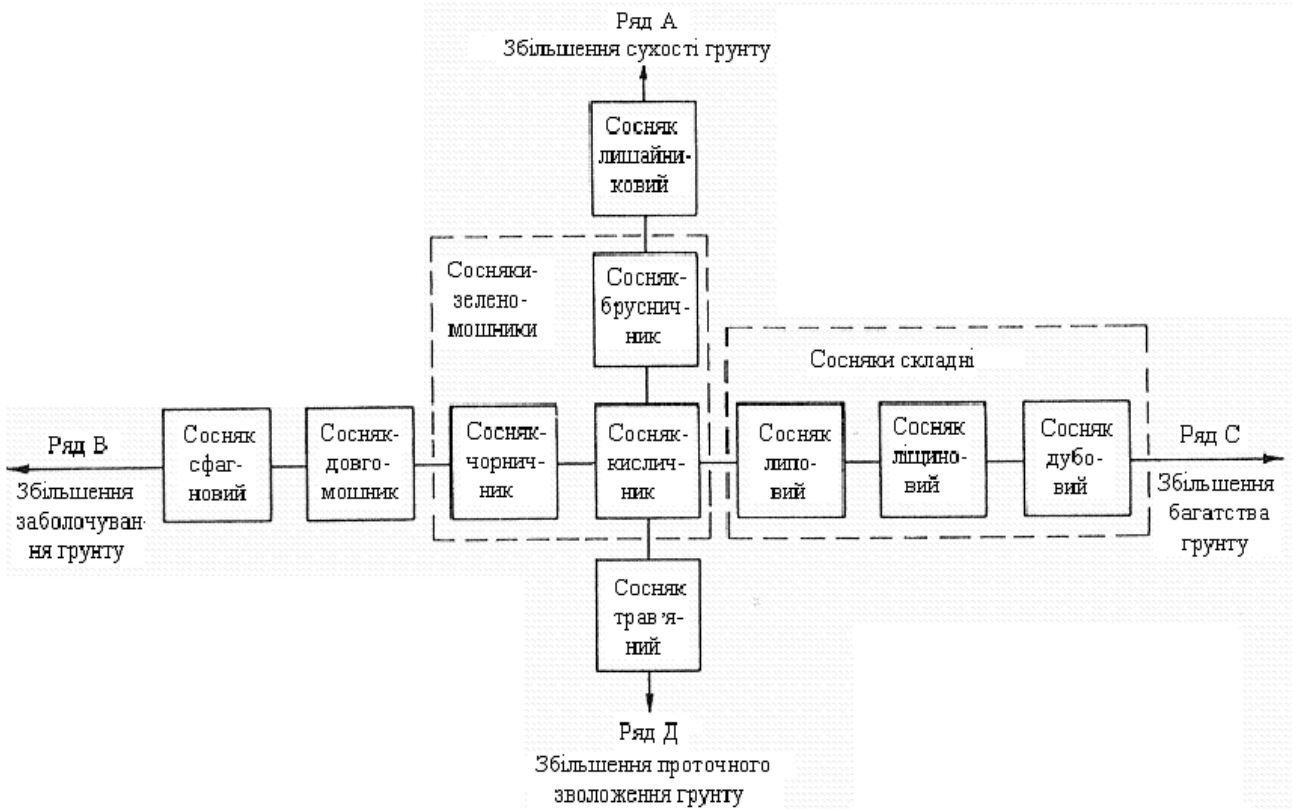 Ряд А
Збільшення сухості грунту
Сосняк
лишайни-
ковий
Сосняки-
зелено-
мошники
Сосняк-
бруснич-
ник
Сосняки складні
Ряд В
Збільшення
заболочуван-
ня грунту
Сосняк
сфаг-
новий
Сосняк-
довго-
мошник
Сосняк-
чорнич-
ник
Сосняк-
кислич-
ник
Сосняк
липо-
вий
Сосняк
ліщино-
вий
Сосняк
дубо-
вий
Ряд С
Збільшення
багатства
грунту
Сосняк
трав’я-
ний
Ряд Д
Збільшення проточного
зволоження грунту